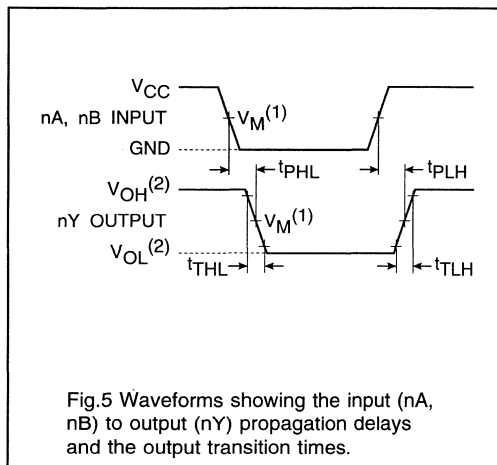 VCC
nA, nB INPUT
VM(1)
GND
tPHL
tPLH
VOH(2)
nY OUTPUT
VM(1)
VOL(2)
tTHL
tTLH
Fig.5 Waveforms showing the input (nA,
nB) to output (nY) propagation delays
and the output transition times.